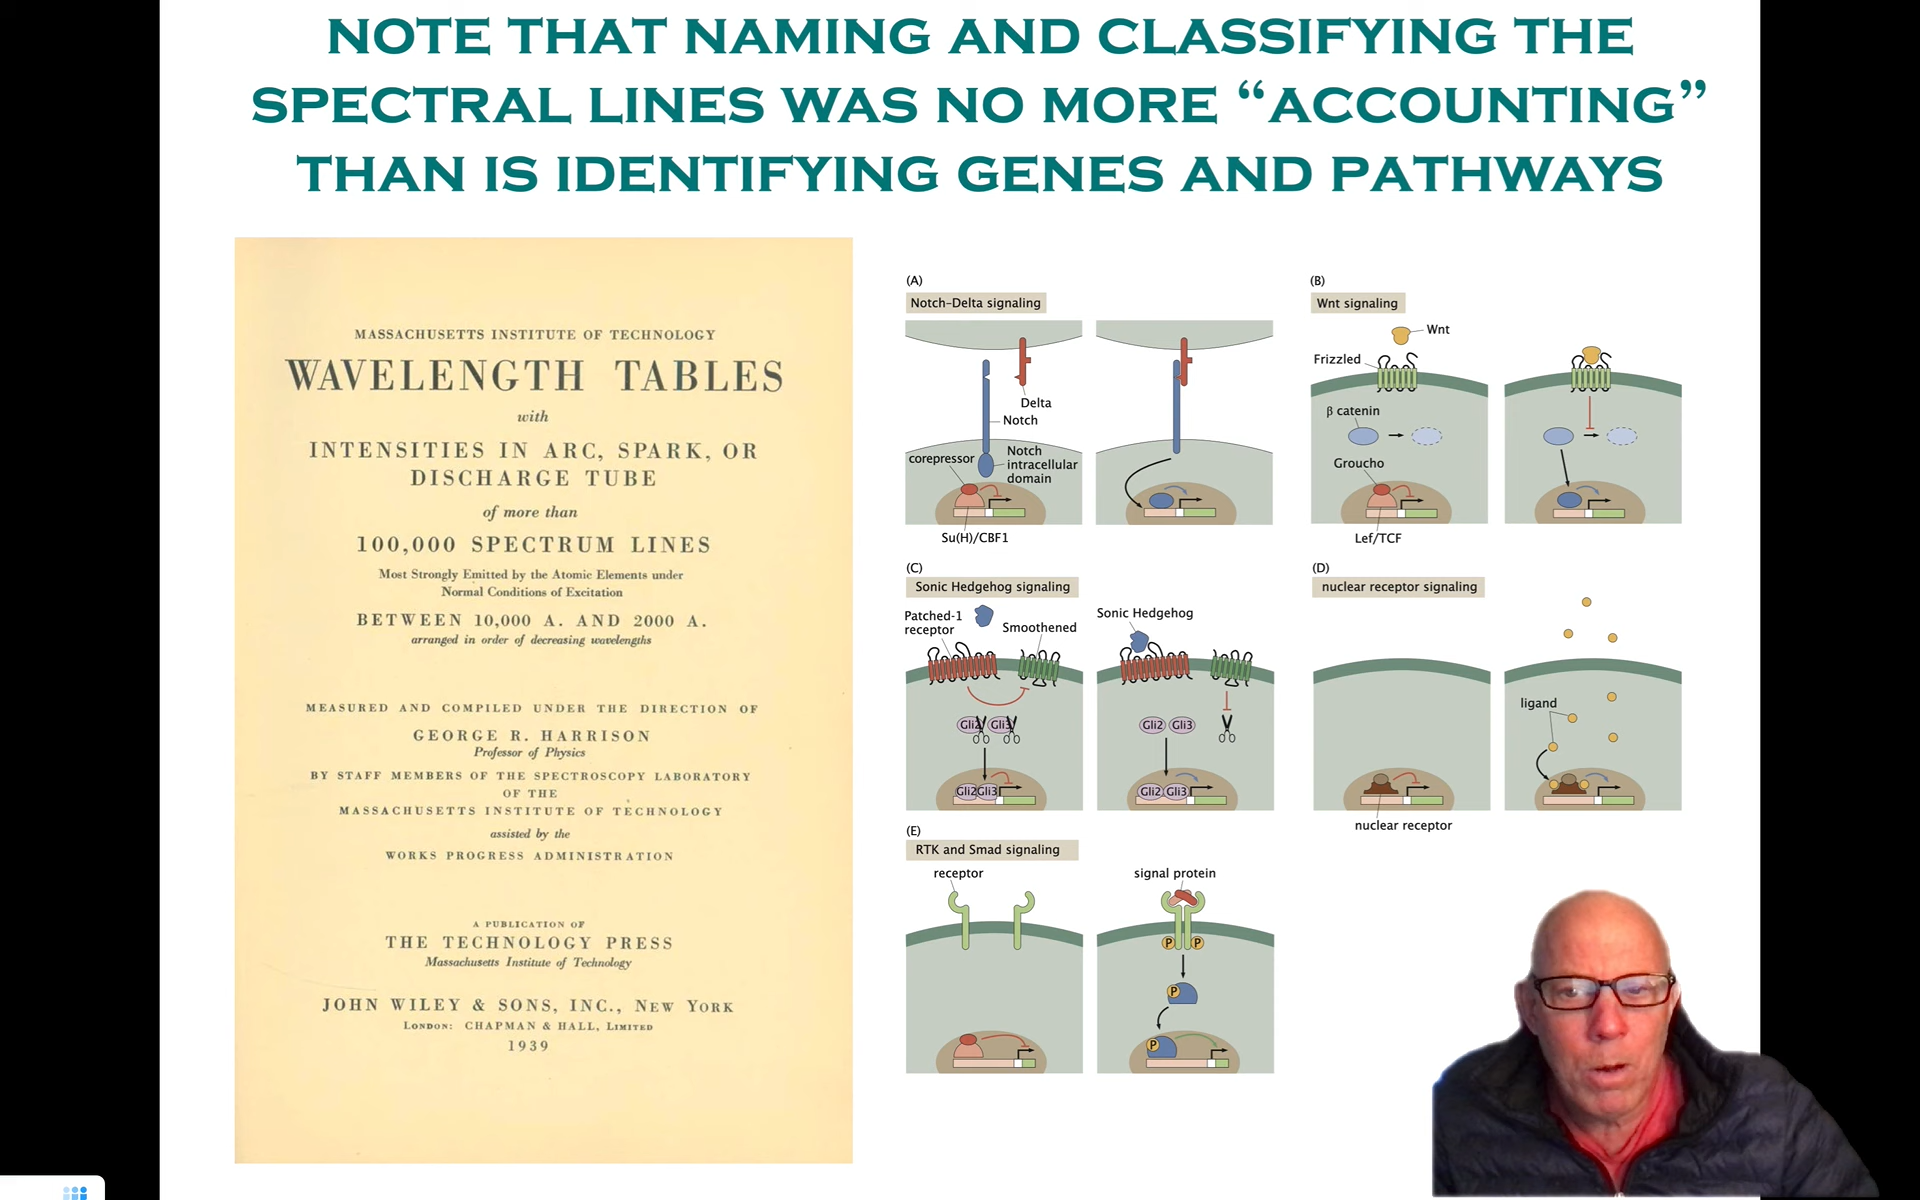 NOTE THAT NAMING AND CLASSIFYING THE
SPECTRAL LINES WAS NO MORE “ACCOUNTING”
THAN IS IDENTIFYING GENES AND PATHWAYS
MASSACHUSETTS INSTITUTE OF TECHNOLOGY
WAVELENGTH TABLES
with
INTENSITIES IN ARC, SPARK, OR
DISCHARGE TUBE
of more than
100,000 SPECTRUM LINES
Most Strongly Emitted by the Atomic Elements under
Normal Conditions of Excitation
BETWEEN 10,000 A. AND 2000 A.
arranged in order of decreasing wavelengths
MEASURED AND COMPILED UNDER THE DIRECTION OF
GEORGE R. HARRISON
Professor of Physics
BY STAFF MEMBERS OF THE SPECTROSCOPY LABORATORY
OF THE
MASSACHUSETTS INSTITUTE OF TECHNOLOGY
assisted by the
WORKS PROGRESS ADMINISTRATION
A PUBLICATION OF
THE TECHNOLOGY PRESS
Massachusetts Institute of Technology
JOHN WILEY & SONS, INC., NEW YORK
LONDON: CHAPMAN & HALL, LIMITED
1939
(A)
Notch–Delta signaling
Delta
Notch
corepressor
Notch
intracellular
domain
Su(H)/CBF1
(B)
Wnt signaling
Wnt
Frizzled
β catenin
Groucho
Lef/TCF
(C)
Sonic Hedgehog signaling
Patched-1
receptor
Smoothened
Sonic Hedgehog
Gli2 Gli3
Gli2 Gli3
Gli2 Gli3
Gli2 Gli3
(D)
nuclear receptor signaling
ligand
nuclear receptor
(E)
RTK and Smad signaling
receptor
signal protein
P P
P
P